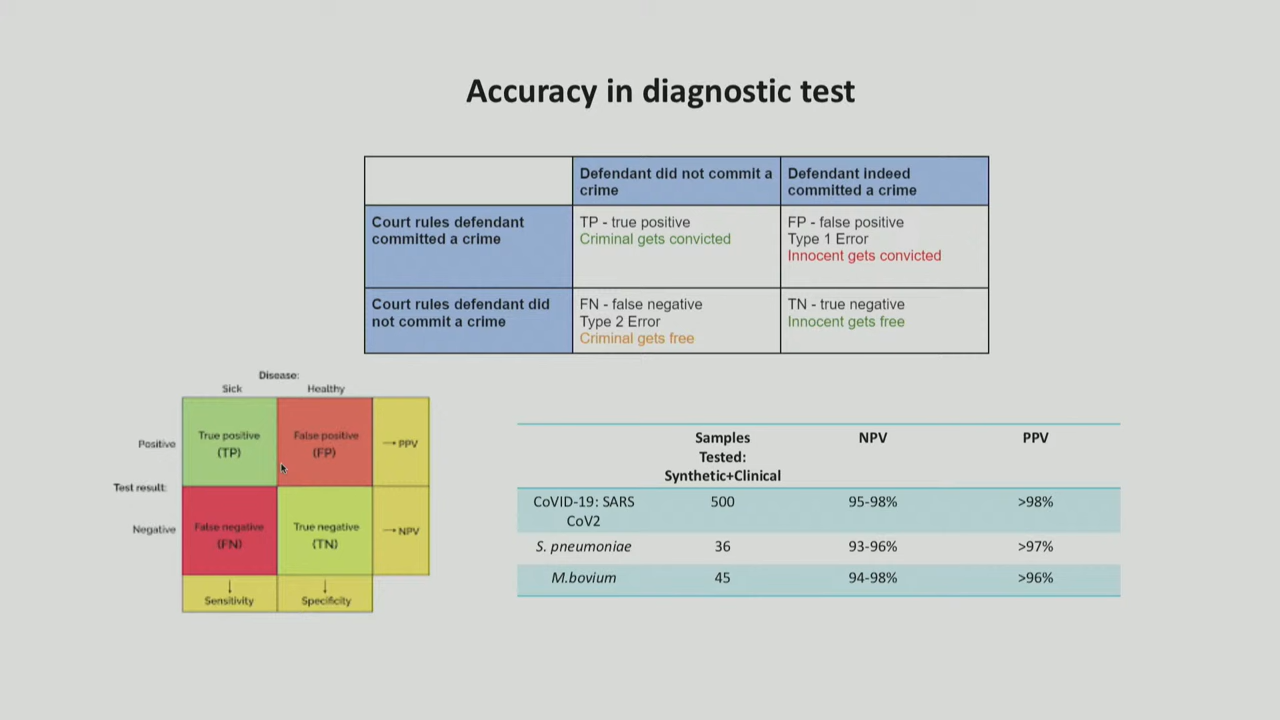 Accuracy in diagnostic test
Defendant did not commit a
crime
Defendant indeed
committed a crime
Court rules defendant
committed a crime
TP - true positive
Criminal gets convicted
FP - false positive
Type 1 Error
Innocent gets convicted
Court rules defendant did
not commit a crime
FN - false negative
Type 2 Error
Criminal gets free
TN - true negative
Innocent gets free
Disease:
Sick
Healthy
Positive
True positive
(TP)
False positive
(FP)
→ PPV
Test result:
Negative
False negative
(FN)
True negative
(TN)
→ NPV
Sensitivity
Specificity
Samples
Tested:
Synthetic+Clinical
NPV
PPV
CoVID-19: SARS
CoV2
500
95-98%
>98%
S. pneumoniae
36
93-96%
>97%
M.bovium
45
94-98%
>96%